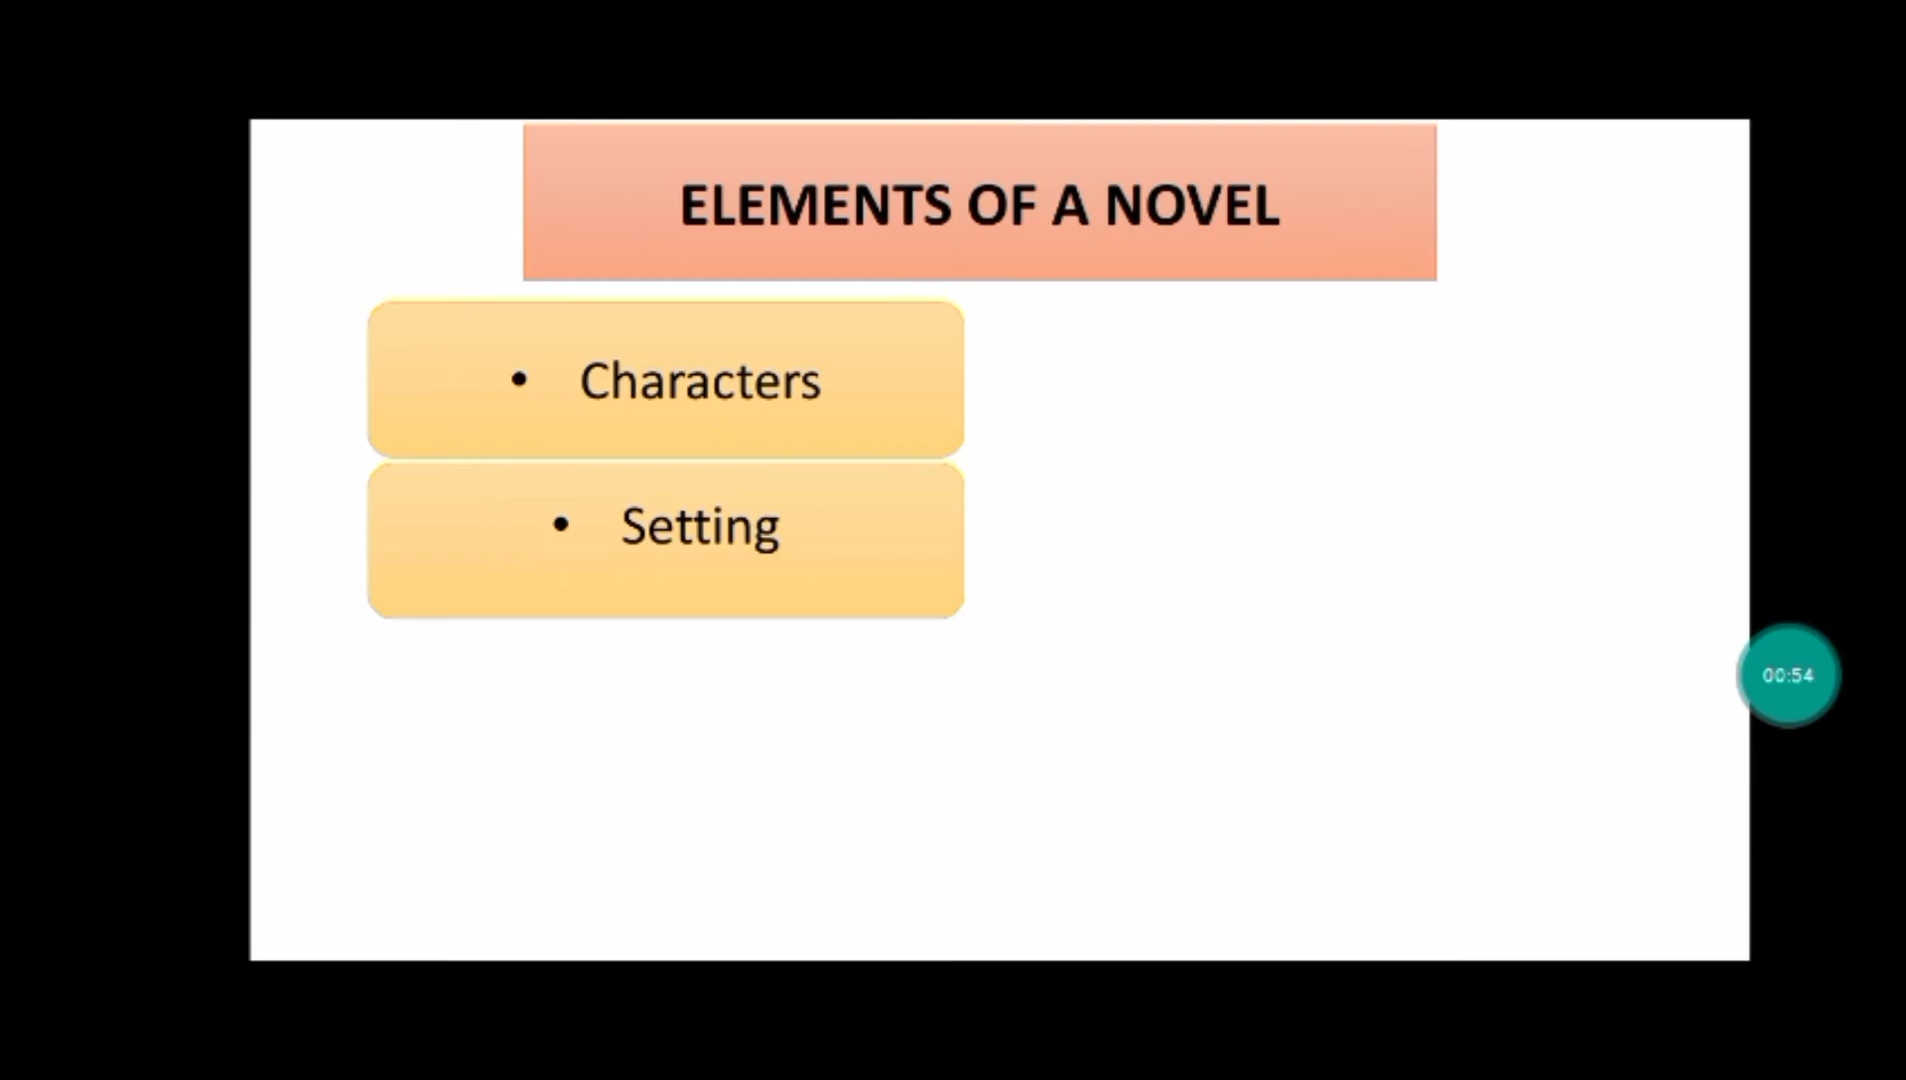 ELEMENTS OF A NOVEL
• Characters
• Setting
00:54